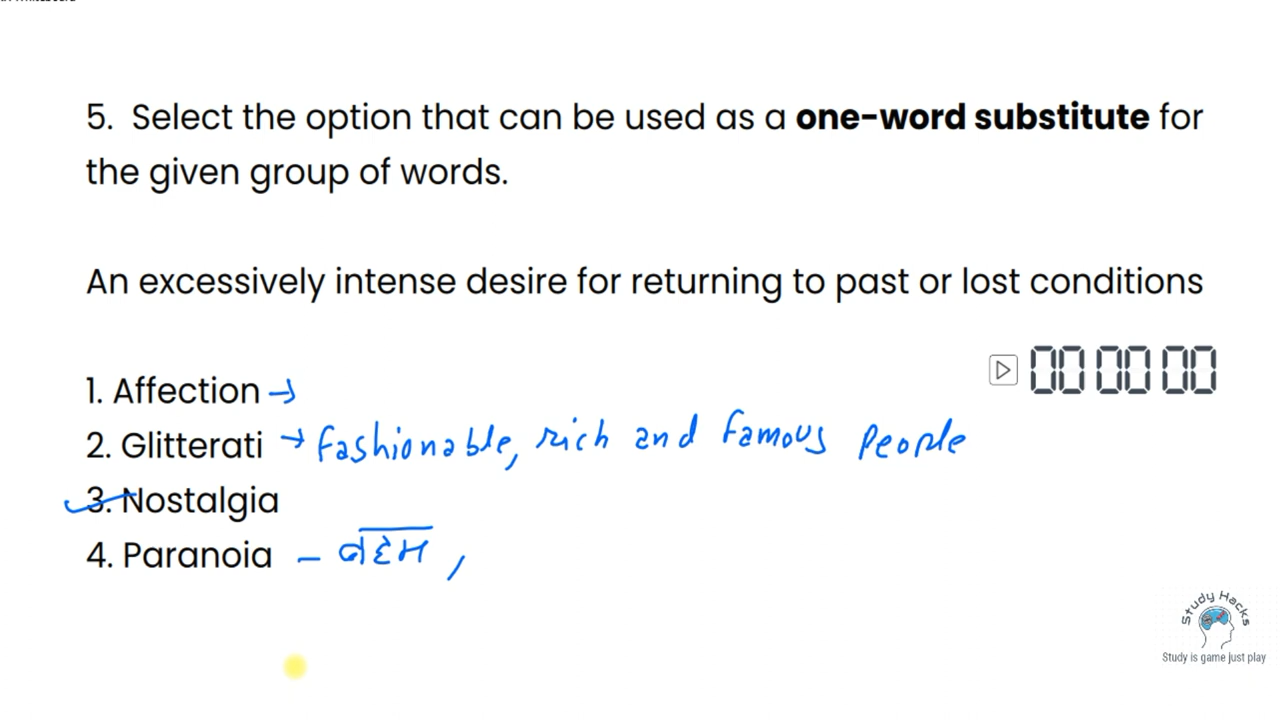 5. Select the option that can be used as a one-word substitute for
the given group of words.
An excessively intense desire for returning to past or lost conditions
00 00 00
1. Affection →
2. Glitterati → fashionable, rich and famous people
3. Nostalgia
4. Paranoia – वहम,
Study Hacks
Study is game just play